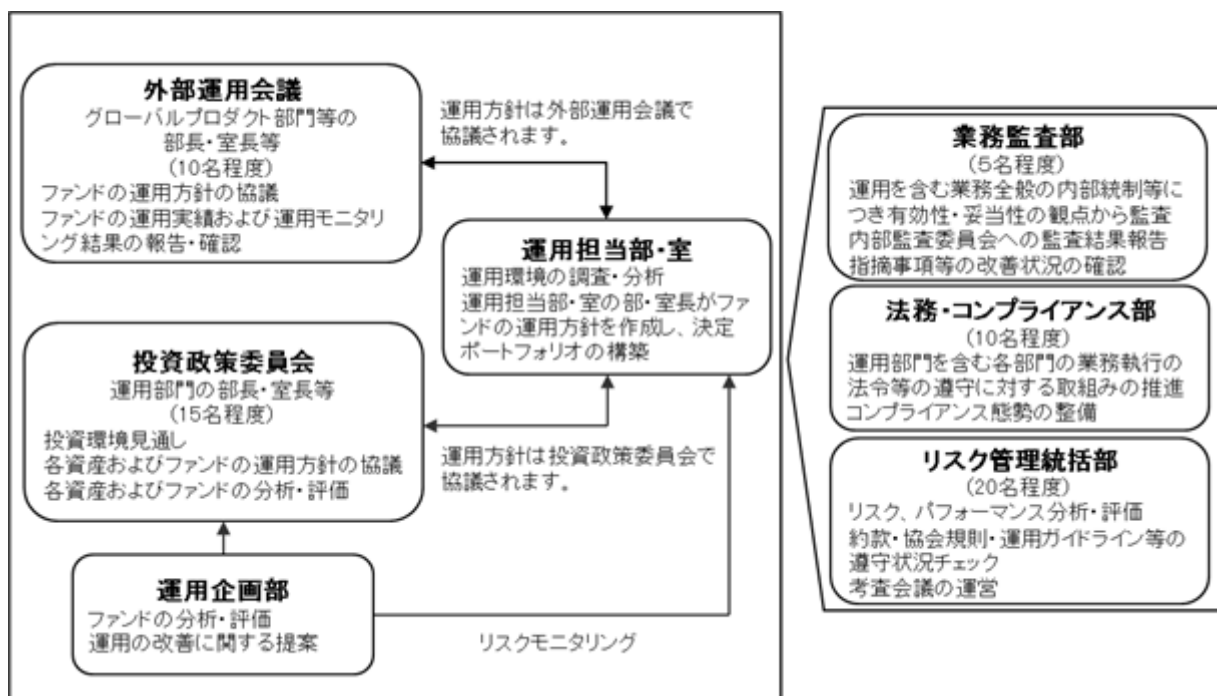 外部運用会議
グローバルプロダクト部門等の
部長・室長等
(10名程度)
ファンドの運用方針の協議
ファンドの運用実績および運用モニタリ
ング結果の報告・確認
運用方針は外部運用会議で
協議されます。
運用担当部・室
運用環境の調査・分析
運用担当部・室の部・室長がファ
ンドの運用方針を作成し、決定
ポートフォリオの構築
投資政策委員会
運用部門の部長・室長等
(15名程度)
投資環境見通し
各資産およびファンドの運用方針の協議
各資産およびファンドの分析・評価
運用方針は投資政策委員会で
協議されます。
運用企画部
ファンドの分析・評価
運用の改善に関する提案
リスクモニタリング
業務監査部
(5名程度)
運用を含む業務全般の内部統制等に
つき有効性・妥当性の観点から監査
内部監査委員会への監査結果報告
指摘事項等の改善状況の確認
法務・コンプライアンス部
(10名程度)
運用部門を含む各部門の業務執行の
法令等の遵守に対する取組みの推進
コンプライアンス態勢の整備
リスク管理統括部
(20名程度)
リスク、パフォーマンス分析・評価
約款・協会規則・運用ガイドライン等の
遵守状況チェック
考査会議の運営